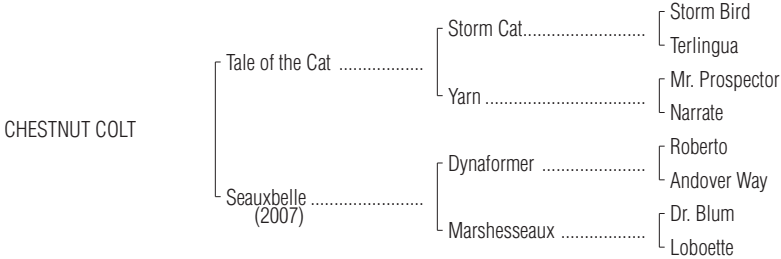 Storm Bird
Storm Cat..........................
Terlingua
Tale of the Cat ..................
Mr. Prospector
Yarn ..................................
Narrate
CHESTNUT COLT
Roberto
Dynaformer ......................
Andover Way
Seauxbelle ........................
(2007)
Dr. Blum
Marshesseaux ..................
Loboette